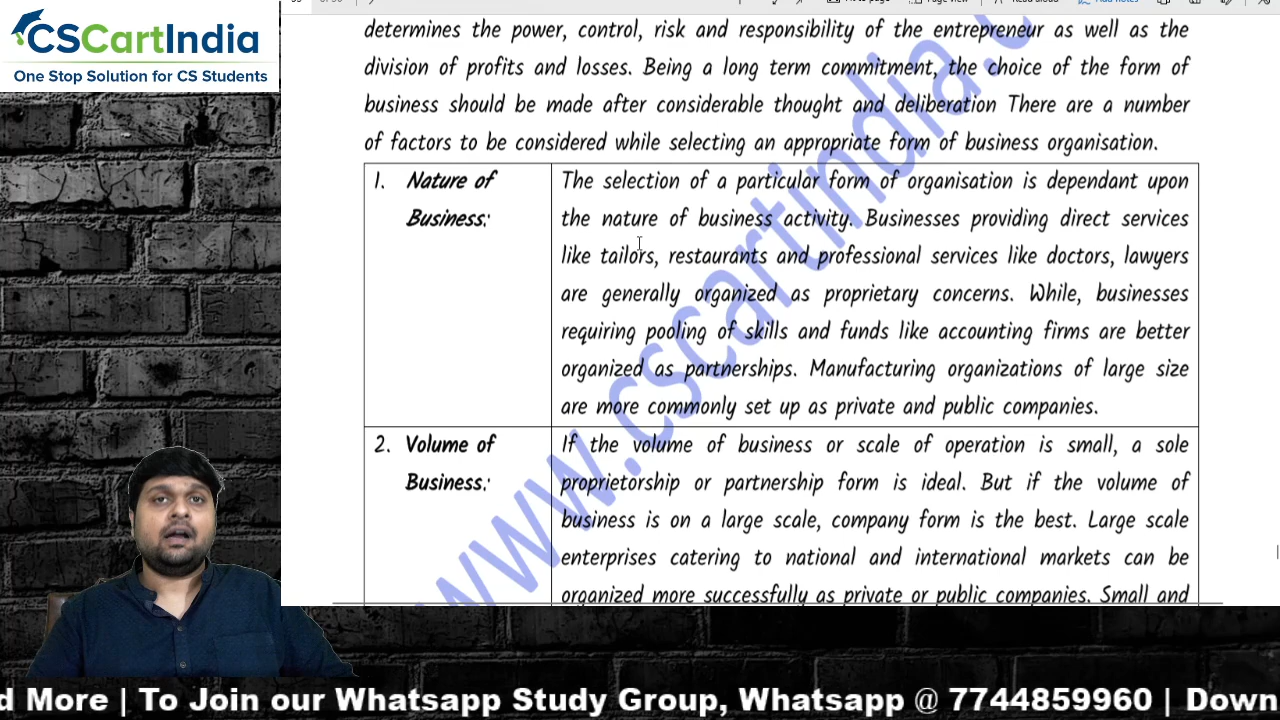 CSCartIndia
One Stop Solution for CS Students
determines the power, control, risk and responsibility of the entrepreneur as well as the
division of profits and losses. Being a long term commitment, the choice of the form of
business should be made after considerable thought and deliberation There are a number
of factors to be considered while selecting an appropriate form of business organisation.
1. Nature of
Business:
The selection of a particular form of organisation is dependant upon
the nature of business activity. Businesses providing direct services
like tailors, restaurants and professional services like doctors, lawyers
are generally organized as proprietary concerns. While, businesses
requiring pooling of skills and funds like accounting firms are better
organized as partnerships. Manufacturing organizations of large size
are more commonly set up as private and public companies.
2. Volume of
Business:
If the volume of business or scale of operation is small, a sole
proprietorship or partnership form is ideal. But if the volume of
business is on a large scale, company form is the best. Large scale
enterprises catering to national and international markets can be
organized more successfully as private or public companies. Small and
www.cscartindia.c
d More | To Join our Whatsapp Study Group, Whatsapp @ 7744859960 | Down